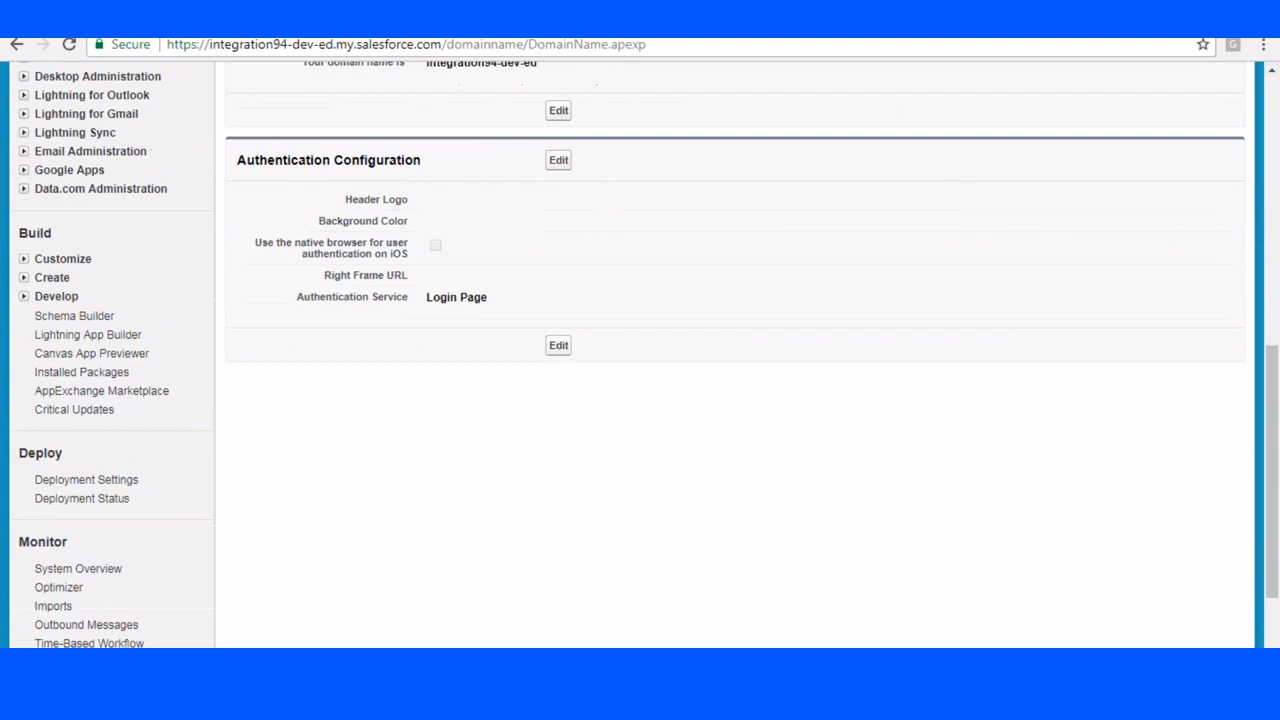 Secure
https://integration94-dev-ed.my.salesforce.com/domainname/DomainName.apexp
G
Desktop Administration
Lightning for Outlook
Lightning for Gmail
Lightning Sync
Email Administration
Google Apps
Data.com Administration
Build
Customize
Create
Develop
Schema Builder
Lightning App Builder
Canvas App Previewer
Installed Packages
AppExchange Marketplace
Critical Updates
Deploy
Deployment Settings
Deployment Status
Monitor
System Overview
Optimizer
Imports
Outbound Messages
Time-Based Workflow
Your domain name is integration94-dev-ed
Edit
Authentication Configuration
Edit
Header Logo
Background Color
Use the native browser for user
authentication on iOS
Right Frame URL
Authentication Service Login Page
Edit